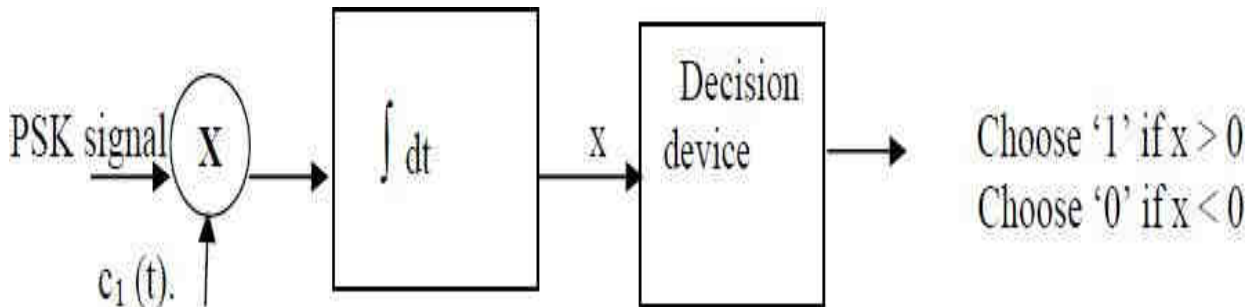 PSK signal
X
c₁ (t).
∫ dt
x
Decision
device
Choose ‘1’ if x > 0
Choose ‘0’ if x < 0